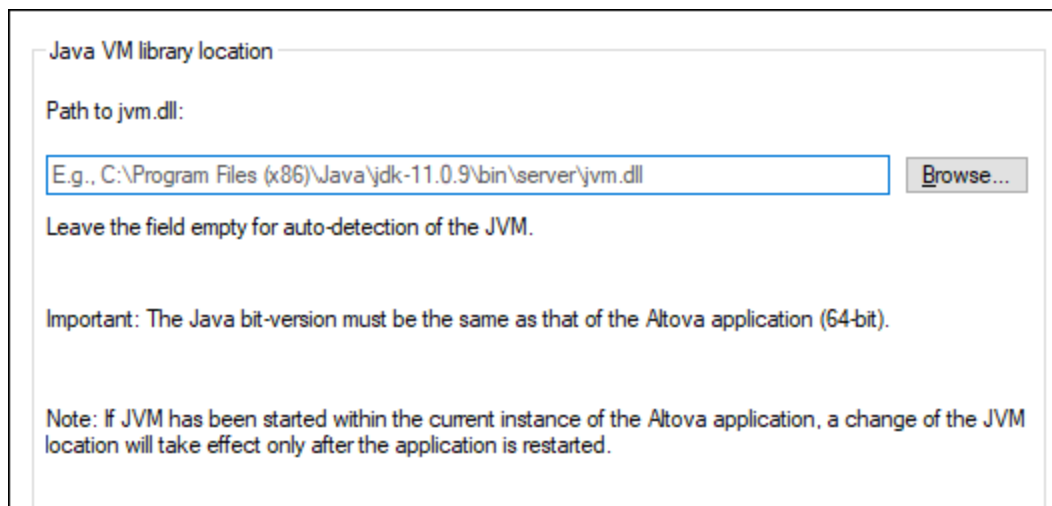 Java VM library location
Path to jvm.dll:
E.g., C:\Program Files (x86)\Java\jdk-11.0.9\bin\server\jvm.dll
Browse...
Leave the field empty for auto-detection of the JVM.
Important: The Java bit-version must be the same as that of the Altova application (64-bit).
Note: If JVM has been started within the current instance of the Altova application, a change of the JVM
location will take effect only after the application is restarted.